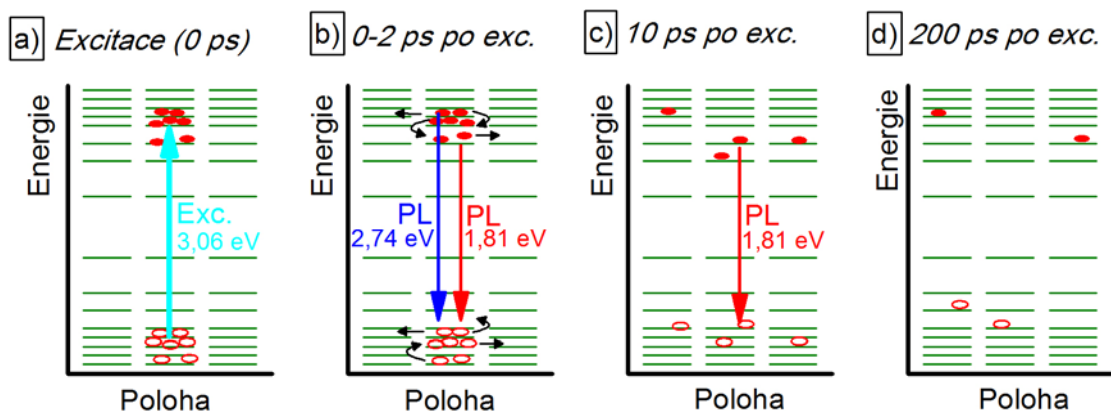 a) Excitace (0 ps)
Energie
Exc.
3,06 eV
Poloha
b) 0-2 ps po exc.
Energie
PL
2,74 eV
PL
1,81 eV
Poloha
c) 10 ps po exc.
Energie
PL
1,81 eV
Poloha
d) 200 ps po exc.
Energie
Poloha